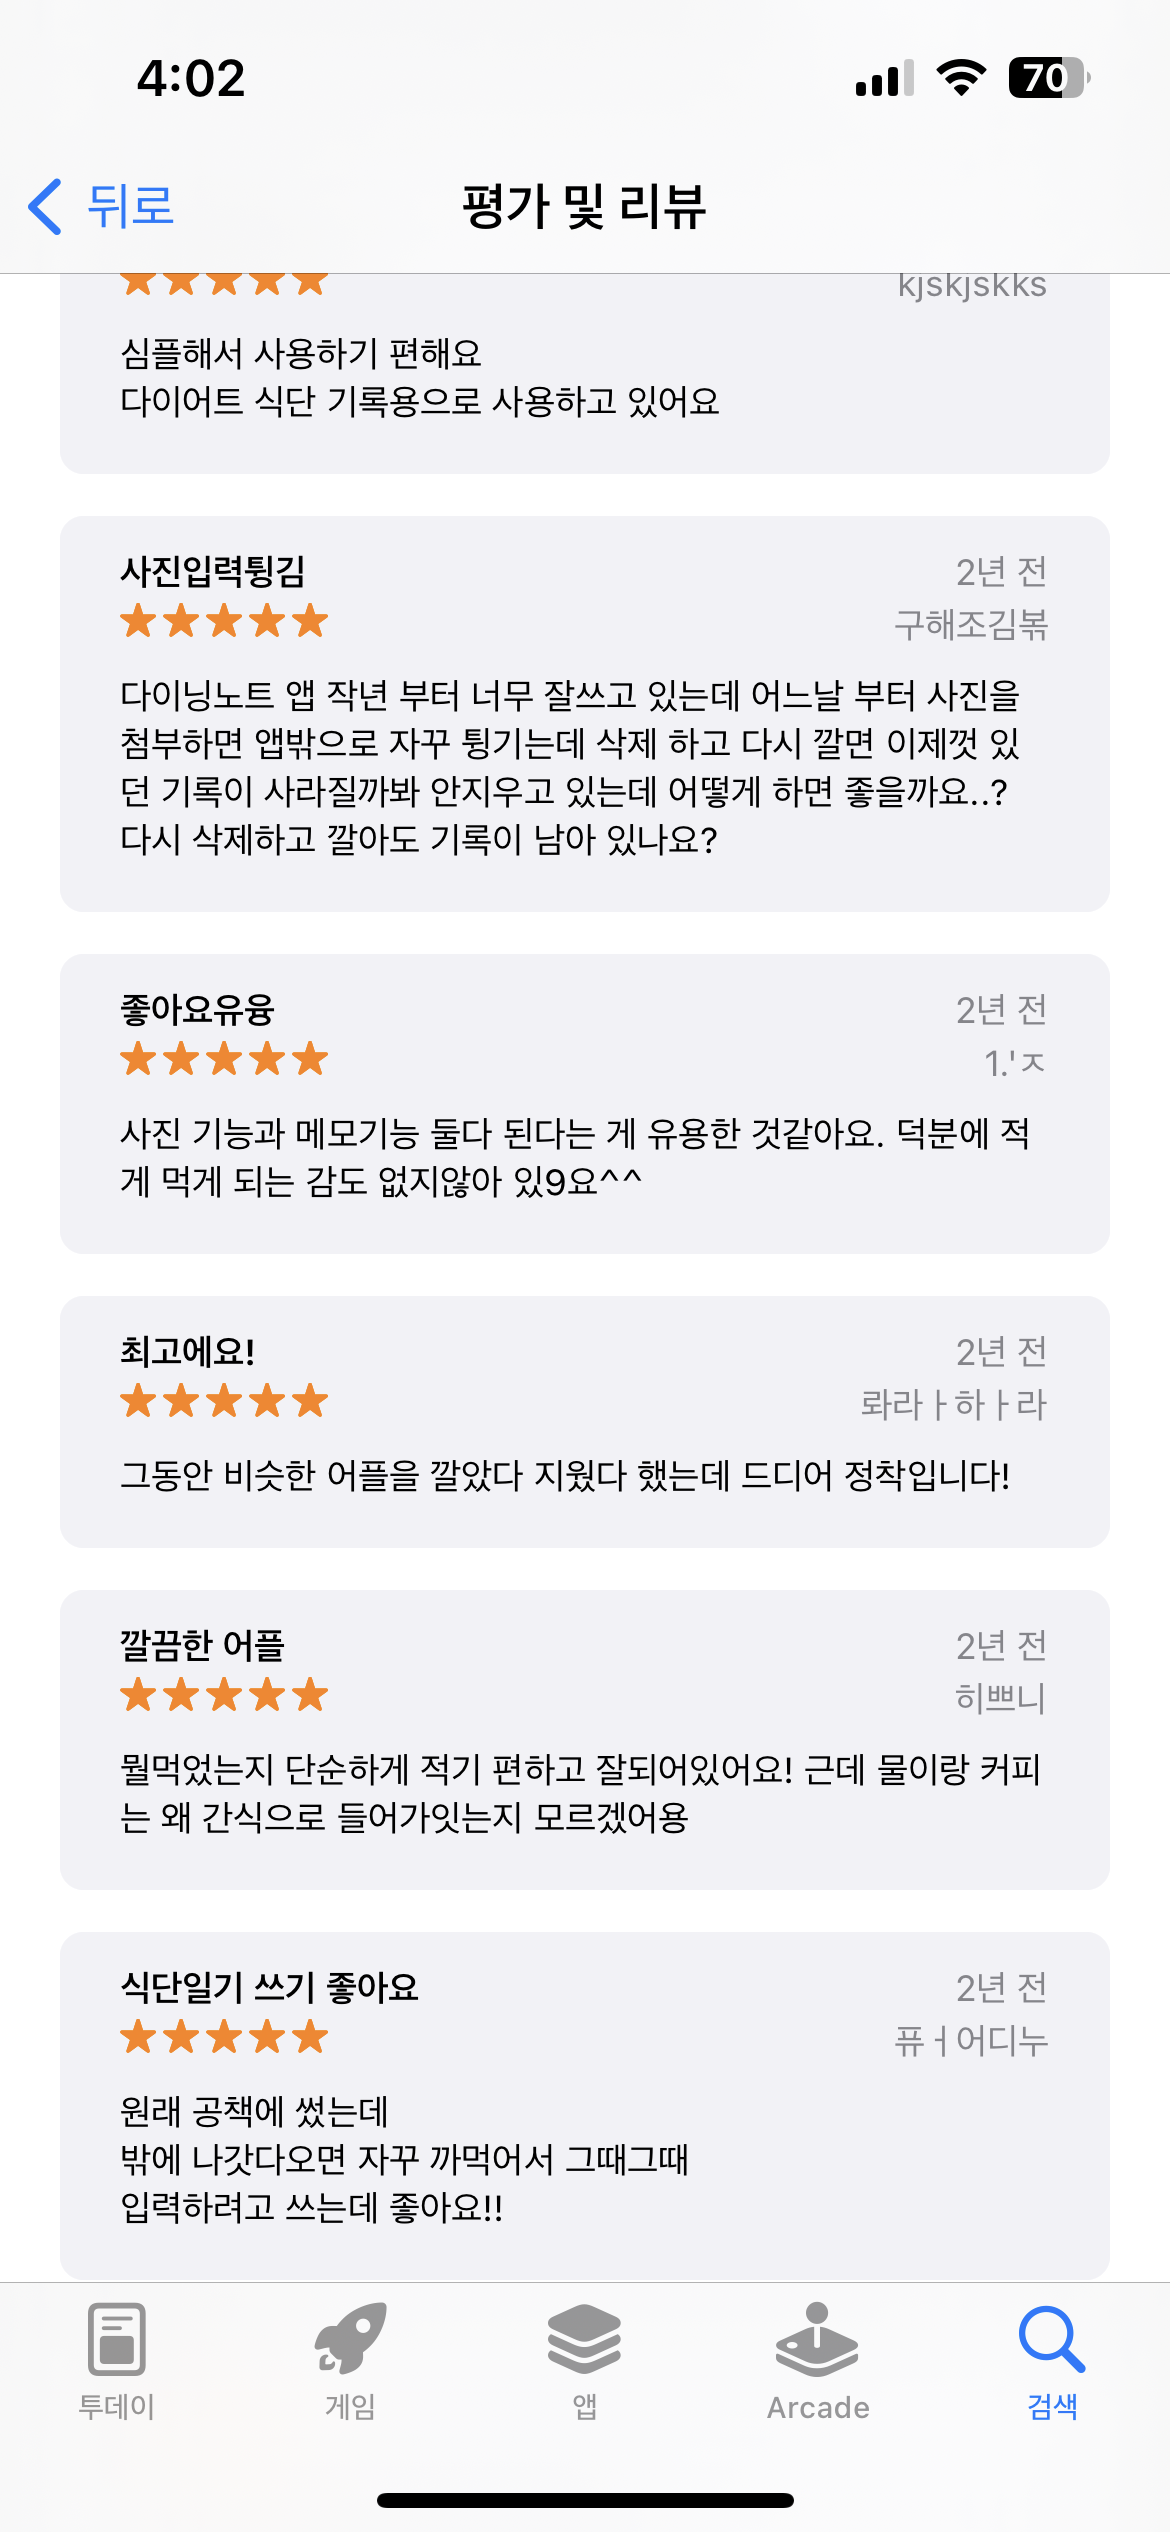 4:02
70
뒤로
평가 및 리뷰
kjskjskks
심플해서 사용하기 편해요
다이어트 식단 기록용으로 사용하고 있어요
사진입력튕김
2년 전
구해조김볶
다이닝노트 앱 작년 부터 너무 잘쓰고 있는데 어느날 부터 사진을
첨부하면 앱밖으로 자꾸 튕기는데 삭제 하고 다시 깔면 이제껏 있
던 기록이 사라질까봐 안지우고 있는데 어떻게 하면 좋을까요..?
다시 삭제하고 깔아도 기록이 남아 있나요?
좋아요유융
2년 전
1.'ㅈ
사진 기능과 메모기능 둘다 된다는 게 유용한 것같아요. 덕분에 적
게 먹게 되는 감도 없지않아 있9요^^
최고에요!
2년 전
롸라ㅏ하ㅏ라
그동안 비슷한 어플을 깔았다 지웠다 했는데 드디어 정착입니다!
깔끔한 어플
2년 전
히쁘니
뭘먹었는지 단순하게 적기 편하고 잘되어있어요! 근데 물이랑 커피
는 왜 간식으로 들어가잇는지 모르겠어용
식단일기 쓰기 좋아요
2년 전
퓨ㅓ어디누
원래 공책에 썼는데
밖에 나갓다오면 자꾸 까먹어서 그때그때
입력하려고 쓰는데 좋아요!!
투데이
게임
앱
Arcade
검색